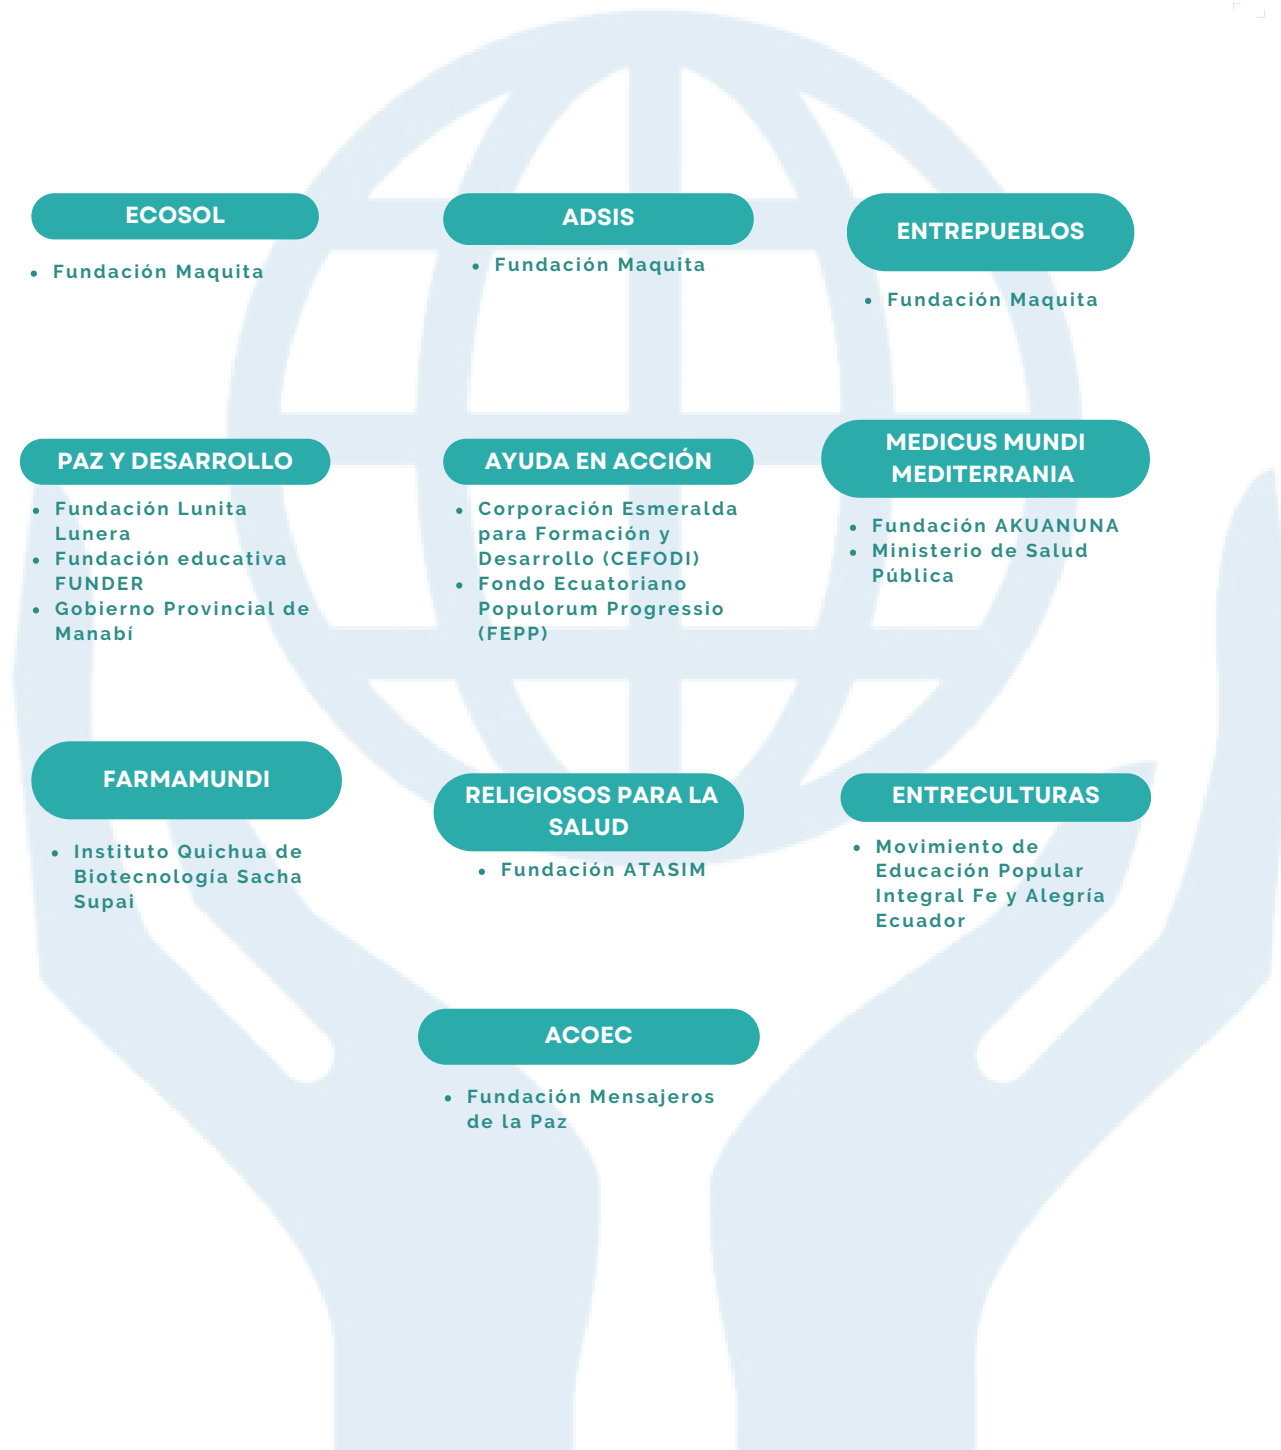 ECOSOL
Fundación Maquita
ADSIS
Fundación Maquita
ENTREPUEBLOS
Fundación Maquita
PAZ Y DESARROLLO
Fundación Lunita
Lunera
Fundación educativa
FUNDER
Gobierno Provincial de
Manabí
AYUDA EN ACCIÓN
Corporación Esmeralda
para Formación y
Desarrollo (CEFODI)
Fondo Ecuatoriano
Populorum Progressio
(FEPP)
MEDICUS MUNDI
MEDITERRANIA
Fundación AKUANUNA
Ministerio de Salud
Pública
FARMAMUNDI
Instituto Quichua de
Biotecnología Sacha
Supai
RELIGIOSOS PARA LA
SALUD
Fundación ATASIM
ENTRECULTURAS
Movimiento de
Educación Popular
Integral Fe y Alegría
Ecuador
ACOEC
Fundación Mensajeros
de la Paz